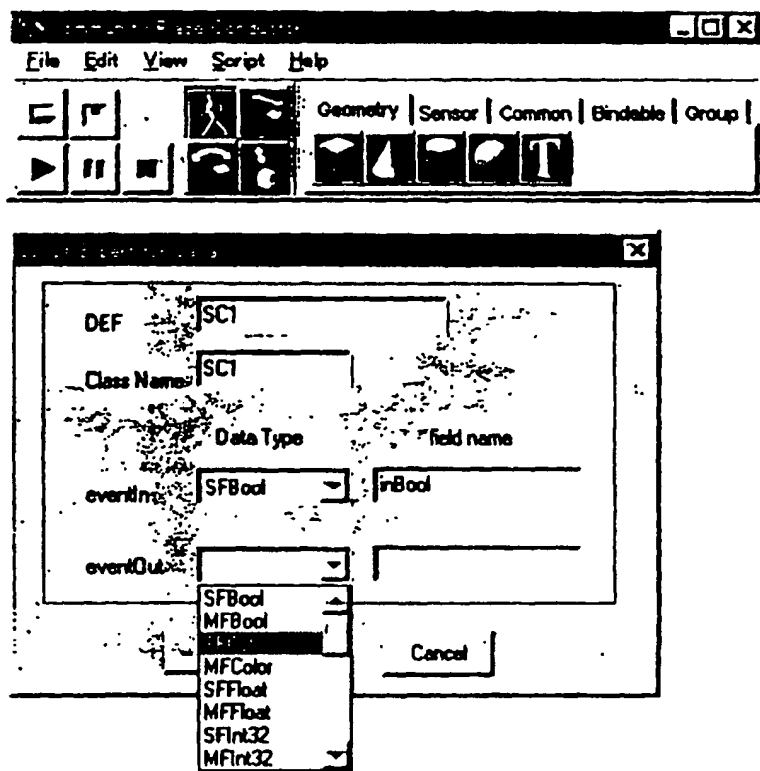 File Edit View Script Help
Geometry Sensor Common Bindable Group
T
DEF SC1
Class Name SC1
Data Type field name
eventIn SFBool inBool
eventOut
SFBool
MFBool
MFColor
SFFloat
MFFloat
SFInt32
MFInt32
Cancel